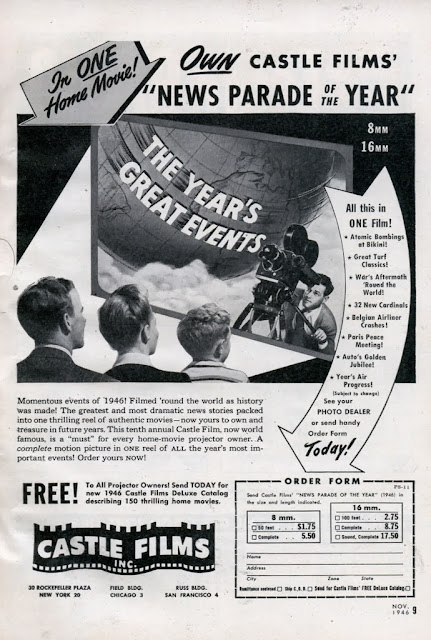 In ONE
Home Movie!
OWN CASTLE FILMS'
"NEWS PARADE OF THE YEAR"
8MM
16MM
THE YEAR'S
GREAT EVENTS
All this in
ONE Film!
★ Atomic Bombings
at Bikini!
★ Great Turf
Classics!
★ War's Aftermath
'Round the
World!
★ 32 New Cardinals
★ Belgian Airliner
Crashes!
★ Paris Peace
Meeting!
★ Auto's Golden
Jubilee!
★ Year's Air
Progress!
(Subject to change)
See your
PHOTO DEALER
or send handy
Order Form
Today!
Momentous events of 1946! Filmed 'round the world as history
was made! The greatest and most dramatic news stories packed
into one thrilling reel of authentic movies—now yours to own and
treasure in future years. This tenth annual Castle Film, now world
famous, is a "must" for every home-movie projector owner. A
complete motion picture in ONE reel of ALL the year's most im-
portant events! Order yours NOW!
FREE!
To All Projector Owners! Send TODAY for
new 1946 Castle Films DeLuxe Catalog
describing 150 thrilling home movies.
CASTLE FILMS
INC.
30 ROCKEFELLER PLAZA
NEW YORK 20
FIELD BLDG.
CHICAGO 3
RUSS BLDG.
SAN FRANCISCO 4
ORDER FORM
PH-11
Send Castle Films' "NEWS PARADE OF THE YEAR" (1946) in
the size and length indicated.
8 mm.
50 feet $1.75
Complete 5.50
16 mm.
100 feet 2.75
Complete 8.75
Sound, Complete 17.50
Name
Address
City Zone State
Remittance enclosed Ship C.O.D. Send for Castle Films' FREE DeLuxe Catalog
NOV.
1946 9